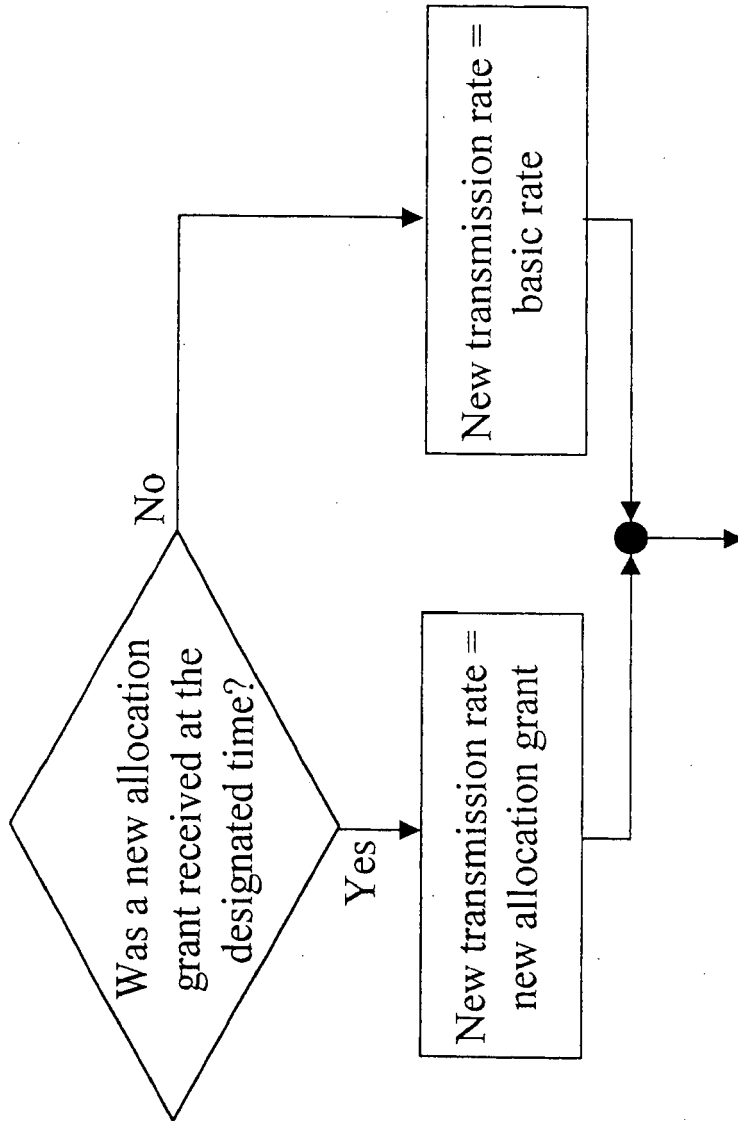 Was a new allocation
grant received at the
designated time?
No
Yes
New transmission rate =
new allocation grant
New transmission rate =
basic rate